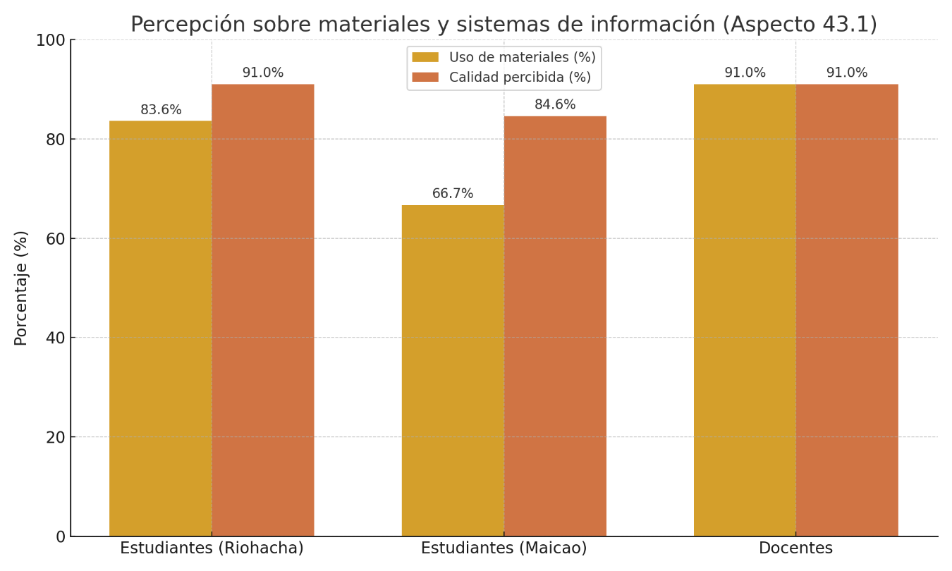 Percepción sobre materiales y sistemas de información (Aspecto 43.1)
Uso de materiales (%)
Calidad percibida (%)
Porcentaje (%)
100
80
60
40
20
0
83.6%
91.0%
66.7%
84.6%
91.0%
91.0%
Estudiantes (Riohacha)
Estudiantes (Maicao)
Docentes